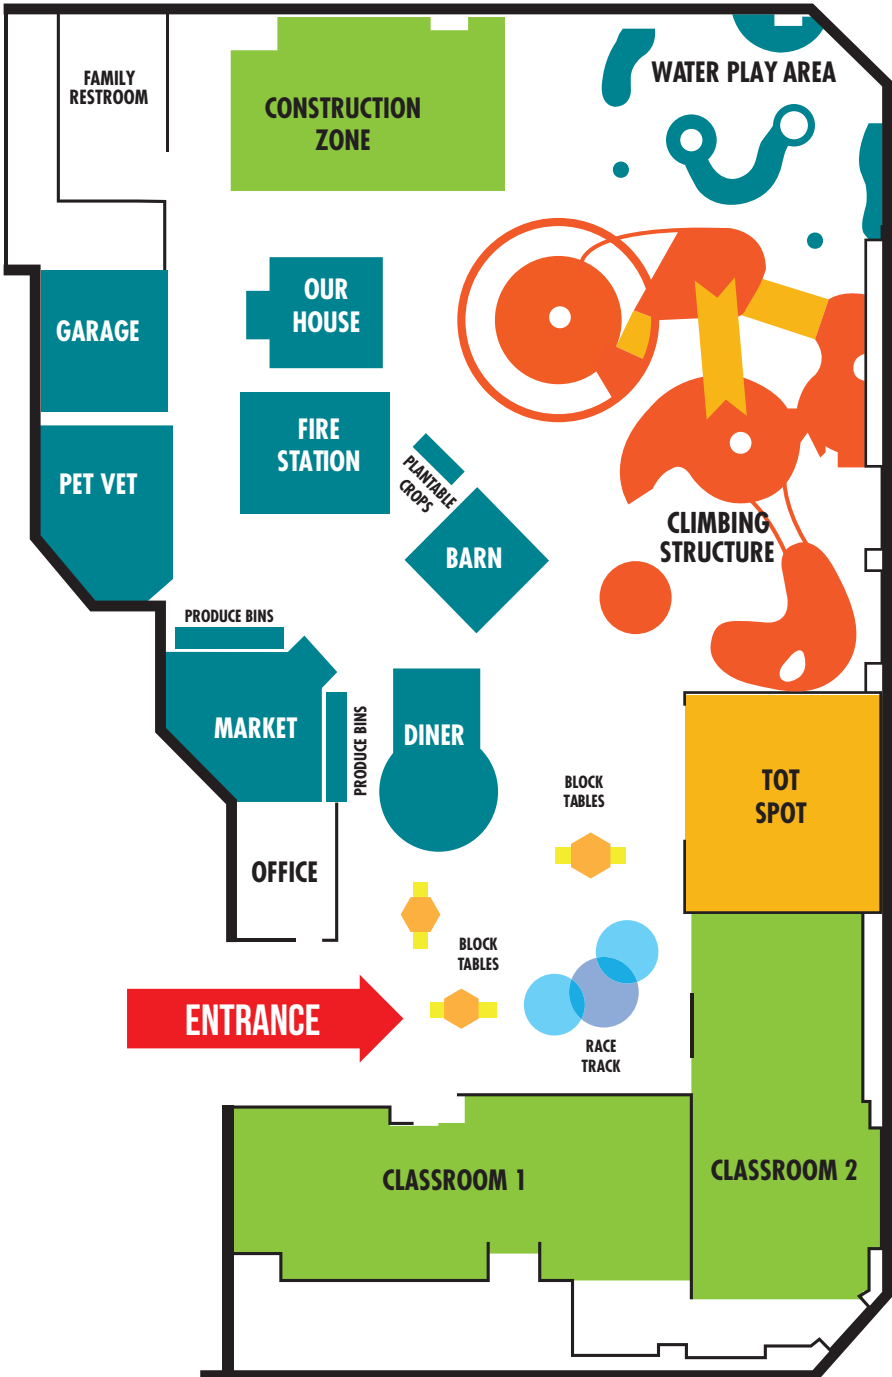 FAMILY
RESTROOM
CONSTRUCTION
ZONE
WATER PLAY AREA
GARAGE
OUR
HOUSE
PET VET
FIRE
STATION
PLANTABLE
CROPS
BARN
CLIMBING
STRUCTURE
PRODUCE BINS
MARKET
PRODUCE BINS
DINER
TOT
SPOT
BLOCK
TABLES
OFFICE
BLOCK
TABLES
ENTRANCE
RACE
TRACK
CLASSROOM 1
CLASSROOM 2